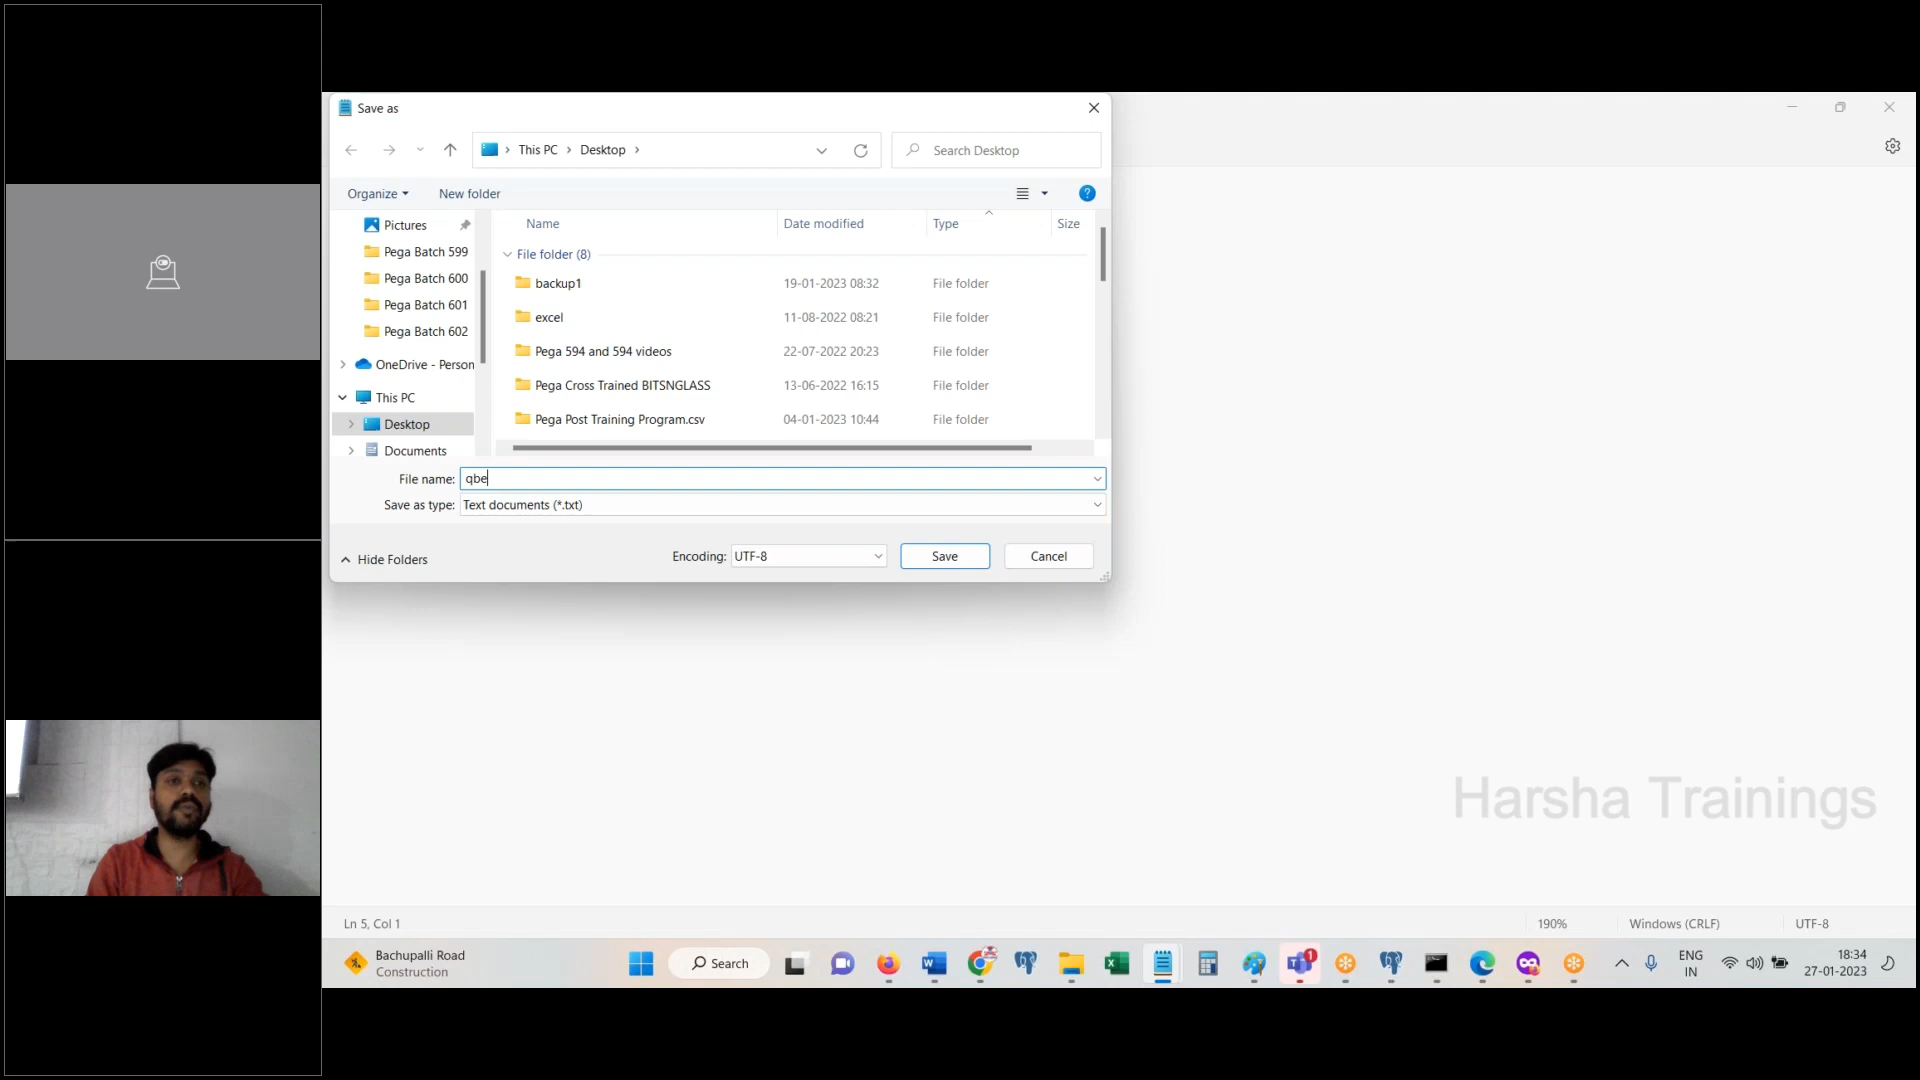 Save as
This PC > Desktop >
Search Desktop
Organize
New folder
Name
Date modified
Type
Size
Pictures
Pega Batch 599
Pega Batch 600
Pega Batch 601
Pega Batch 602
OneDrive - Person
This PC
Desktop
Documents
File folder (8)
backup1 19-01-2023 08:32 File folder
excel 11-08-2022 08:21 File folder
Pega 594 and 594 videos 22-07-2022 20:23 File folder
Pega Cross Trained BITSNGLASS 13-06-2022 16:15 File folder
Pega Post Training Program.csv 04-01-2023 10:44 File folder
File name: qbe
Save as type: Text documents (*.txt)
Hide Folders
Encoding: UTF-8
Save
Cancel
Harsha Trainings
Ln 5, Col 1
190%
Windows (CRLF)
UTF-8
Bachupalli Road
Construction
Search
1
ENG
IN
18:34
27-01-2023